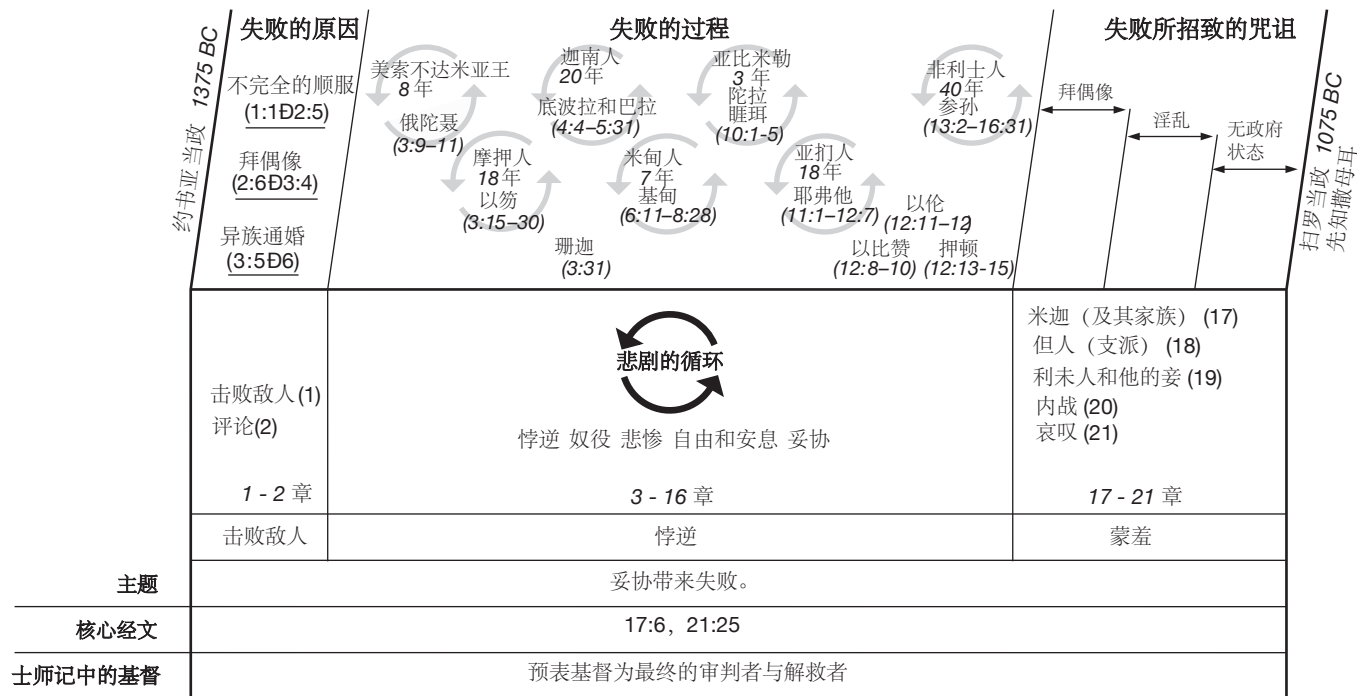 约书亚当政 1375 BC
失败的原因
不完全的顺服
(1:1Ð2:5)
拜偶像
(2:6Ð3:4)
异族通婚
(3:5Ð6)
失败的过程
美索不达米亚王
8年
俄陀聂
(3:9–11)
摩押人
18年
以笏
(3:15–30)
珊迦
(3:31)
迦南人
20年
底波拉和巴拉
(4:4–5:31)
米甸人
7年
基甸
(6:11–8:28)
亚比米勒
3年
陀拉
睚珥
(10:1-5)
亚扪人
18年
耶弗他
(11:1–12:7)
以比赞
(12:8–10)
以伦
(12:11–12)
押顿
(12:13-15)
非利士人
40年
参孙
(13:2–16:31)
失败所招致的咒诅
拜偶像
淫乱
无政府
状态
扫罗当政 1075 BC
先知撒母耳
击败敌人(1)
评论(2)
1 - 2 章
悲剧的循环
悖逆 奴役 悲惨 自由和安息 妥协
3 - 16 章
米迦（及其家族）(17)
但人（支派）(18)
利未人和他的妾 (19)
内战 (20)
哀叹 (21)
17 - 21 章
击败敌人
悖逆
蒙羞
主题
妥协带来失败。
核心经文
17:6，21:25
士师记中的基督
预表基督为最终的审判者与解救者